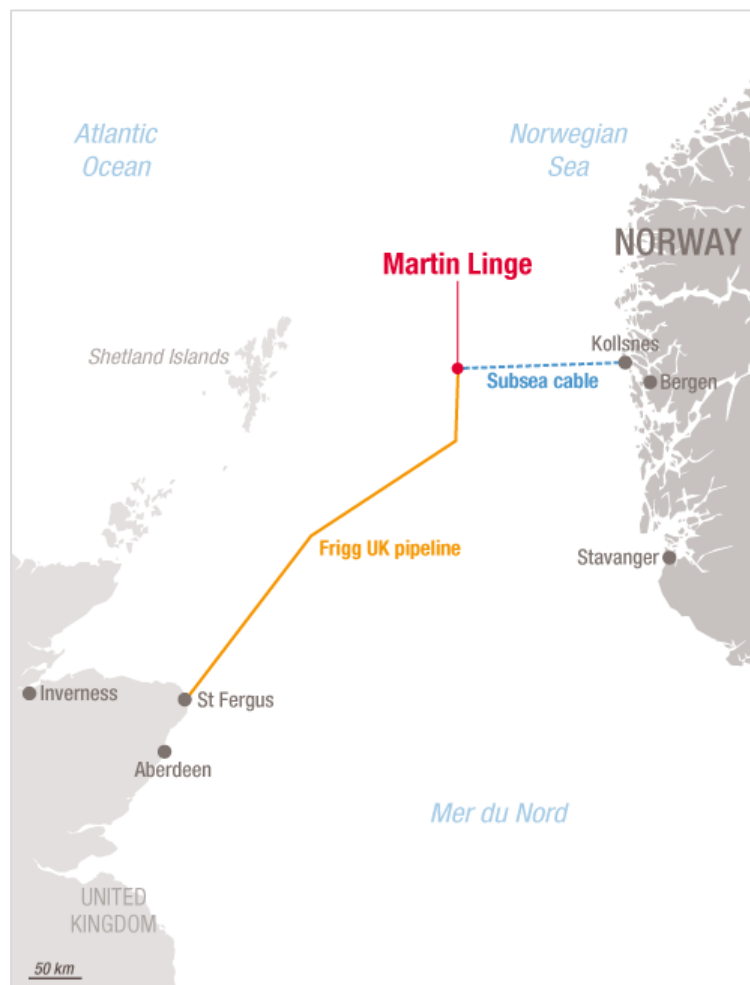 Atlantic
Ocean
Norwegian
Sea
NORWAY
Martin Linge
Shetland Islands
Kollsnes
Subsea cable
Bergen
Frigg UK pipeline
Stavanger
Inverness
St Fergus
Aberdeen
Mer du Nord
UNITED
KINGDOM
50 km